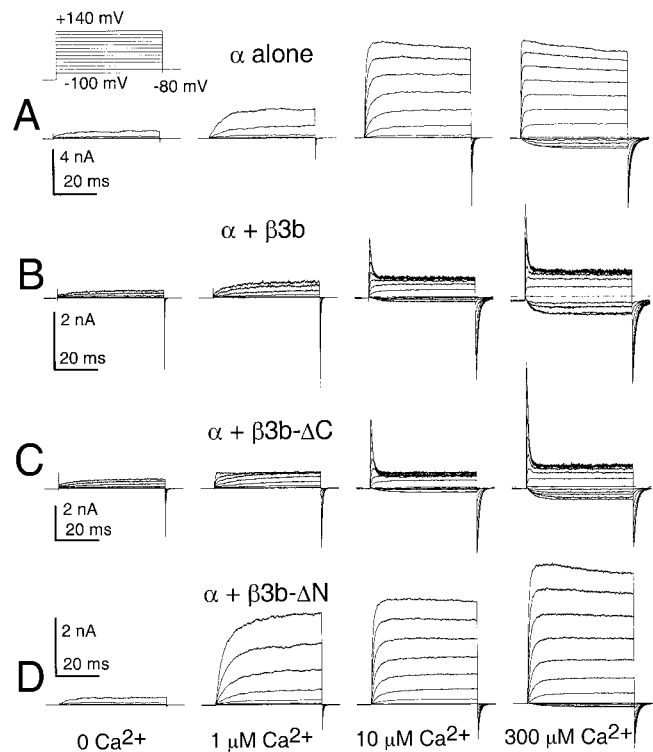 +140 mV
α alone
-100 mV
-80 mV
A
4 nA
20 ms
α + β3b
B
2 nA
20 ms
α + β3b-ΔC
C
2 nA
20 ms
α + β3b-ΔN
2 nA
20 ms
D
0 Ca2+
1 μM Ca2+
10 μM Ca2+
300 μM Ca2+